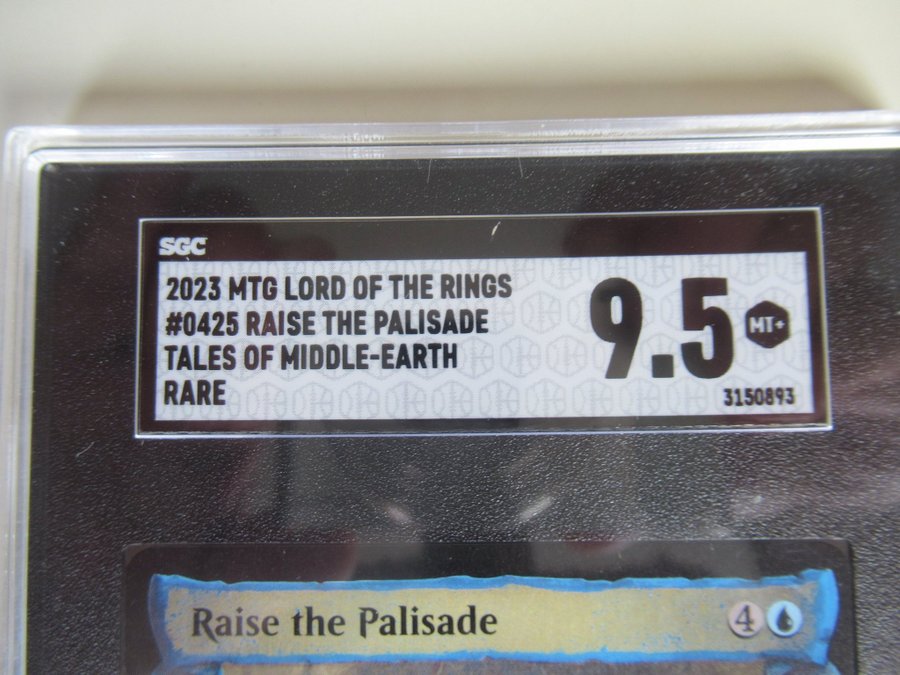 SGC
2023 MTG LORD OF THE RINGS
#0425 RAISE THE PALISADE
TALES OF MIDDLE-EARTH
RARE
9.5 MT+
3150893
Raise the Palisade 4